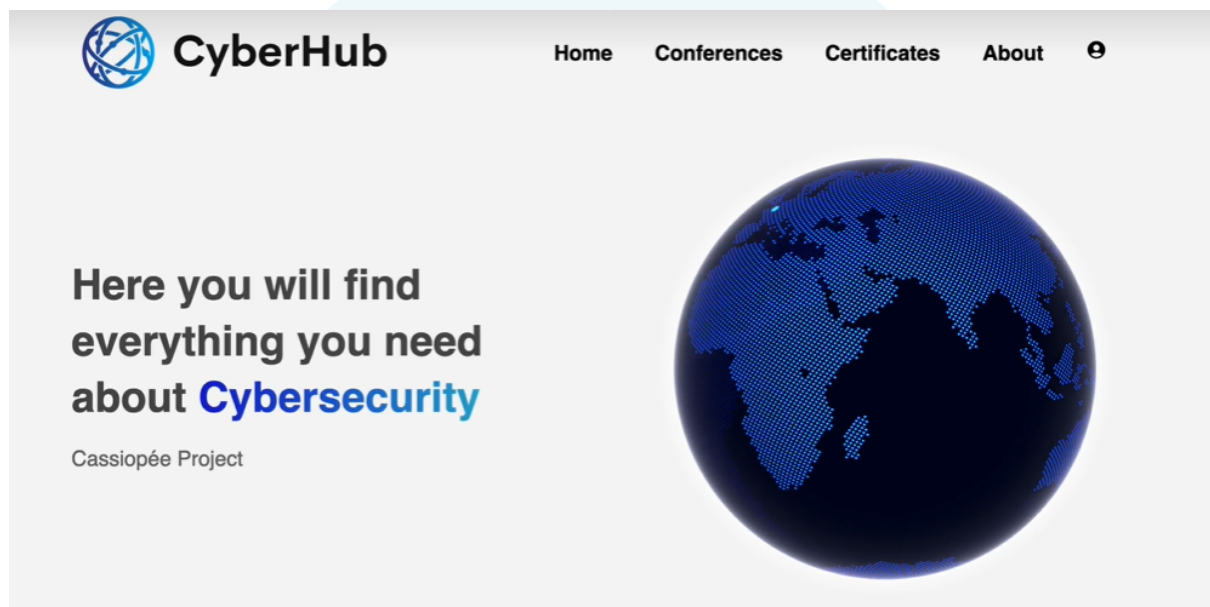 CyberHub
Home Conferences Certificates About
Here you will find
everything you need
about Cybersecurity
Cassiopée Project